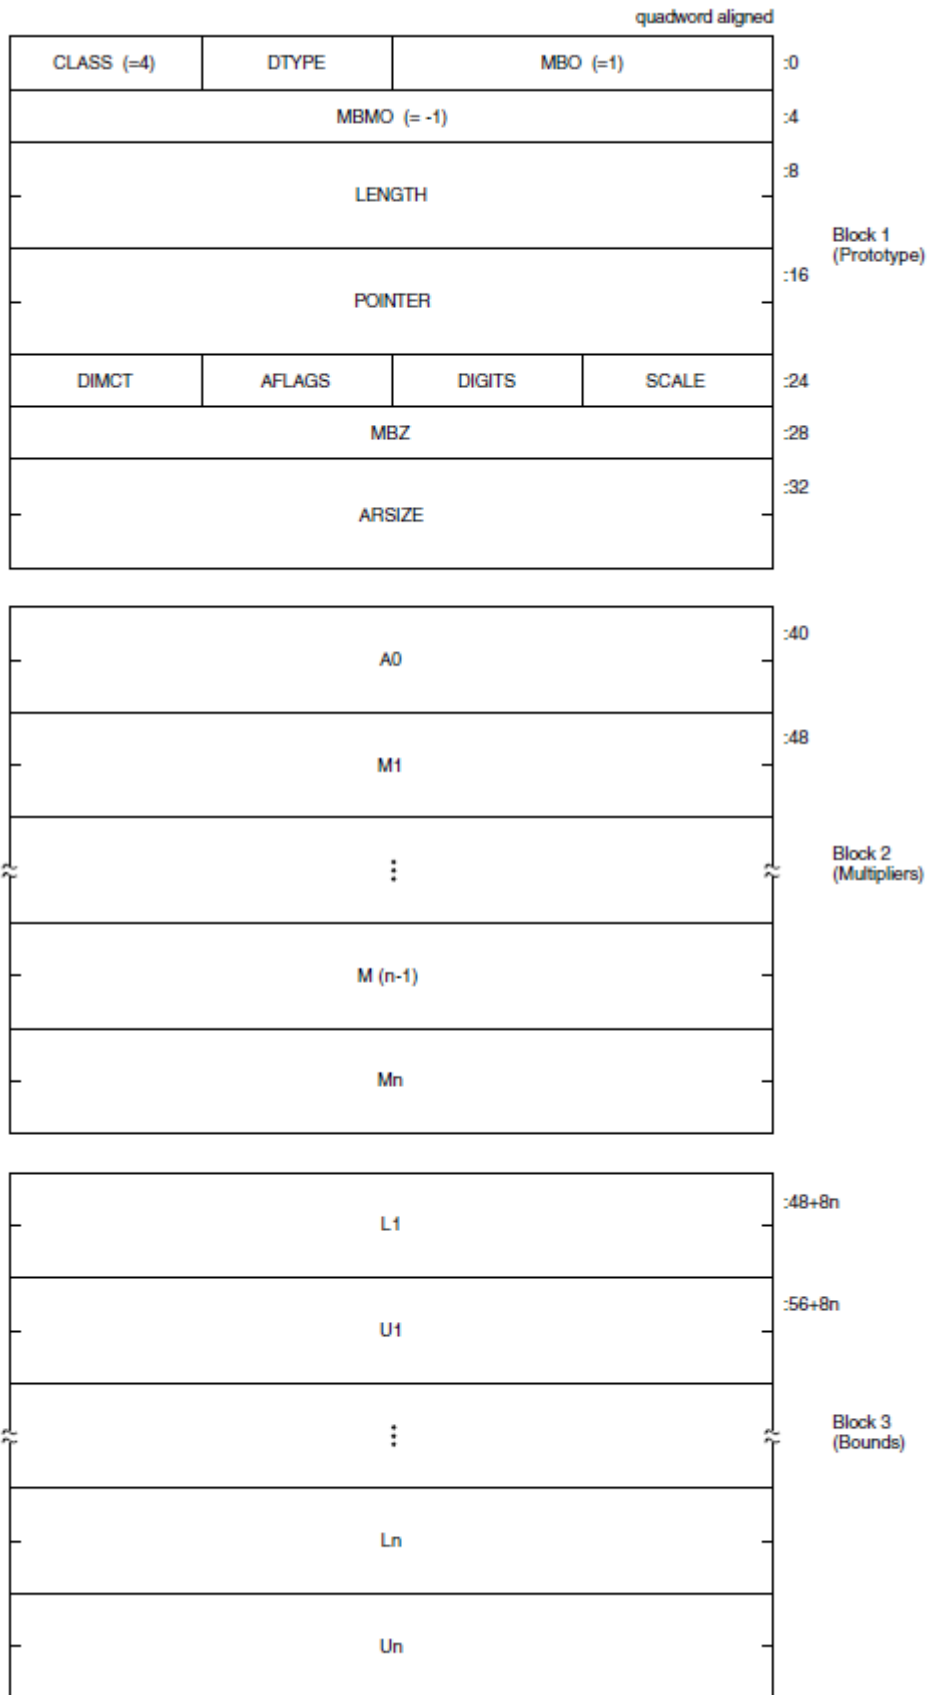 quadword aligned
CLASS (=4) DTYPE MBO (=1) :0
MBMO (= -1) :4
:8
LENGTH
Block 1
(Prototype)
:16
POINTER
DIMCT AFLAGS DIGITS SCALE :24
MBZ :28
:32
ARSIZE
:40
A0
:48
M1
⋮
Block 2
(Multipliers)
M (n-1)
Mn
:48+8n
L1
:56+8n
U1
⋮
Block 3
(Bounds)
Ln
Un